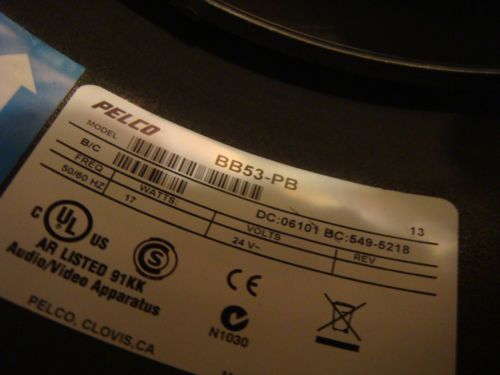 PELCO
MODEL BB53-PB
B/C DC:06101 BC:549-5218 13
FREQ WATTS: VOLTS REV
50/60 HZ 17 24 V~
C UL US
S
AR LISTED 91KK
Audio/Video Apparatus
CE
N1030
PELCO, CLOVIS,CA